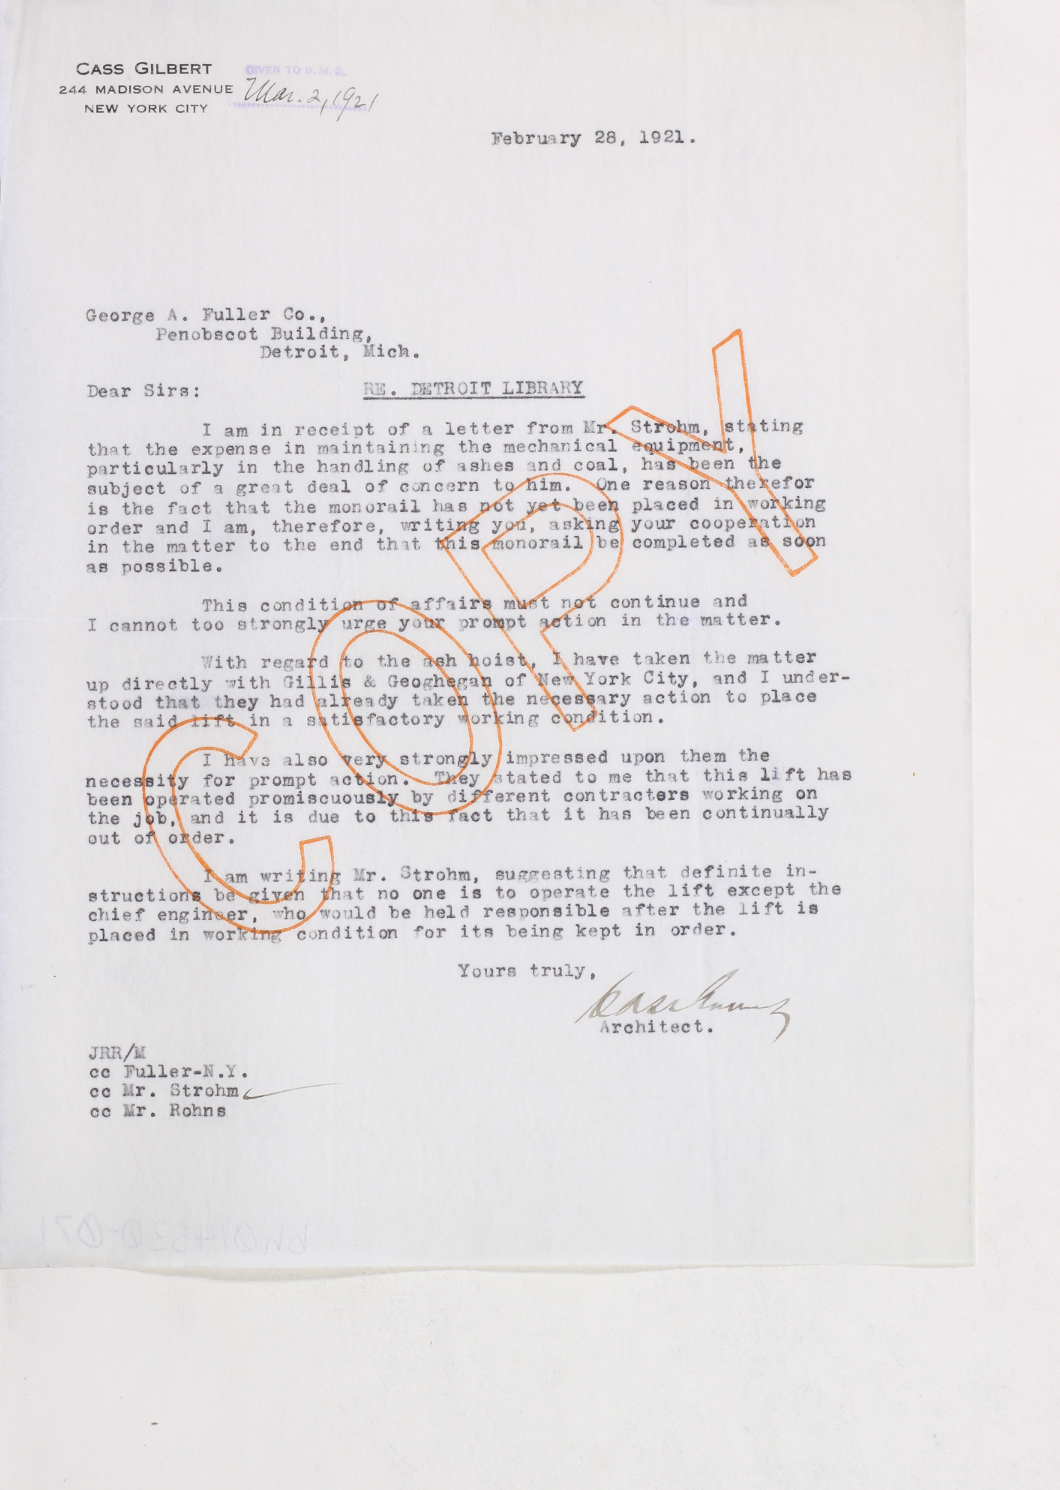 CASS GILBERT
244 MADISON AVENUE
NEW YORK CITY
GIVEN TO
Mar. 2, 1921
February 28, 1921.
George A. Fuller Co.,
Penobscot Building,
Detroit, Mich.
Dear Sirs: RE. DETROIT LIBRARY
I am in receipt of a letter from Mr. Strohm, stating
that the expense in maintaining the mechanical equipment,
particularly in the handling of ashes and coal, has been the
subject of a great deal of concern to him. One reason therefor
is the fact that the monorail has not yet been placed in working
order and I am, therefore, writing you, asking your cooperation
in the matter to the end that this monorail be completed as soon
as possible.
This condition of affairs must not continue and
I cannot too strongly urge your prompt action in the matter.
With regard to the ash hoist, I have taken the matter
up directly with Gillis & Geoghegan of New York City, and I under-
stood that they had already taken the necessary action to place
the said lift in a satisfactory working condition.
I have also very strongly impressed upon them the
necessity for prompt action. They stated to me that this lift has
been operated promiscuously by different contracters working on
the job, and it is due to this fact that it has been continually
out of order.
I am writing Mr. Strohm, suggesting that definite in-
structions be given that no one is to operate the lift except the
chief engineer, who would be held responsible after the lift is
placed in working condition for its being kept in order.
Yours truly,
Cass Gilbert
Architect.
JRR/M
cc Fuller-N.Y.
cc Mr. Strohm
cc Mr. Rohns
COPY